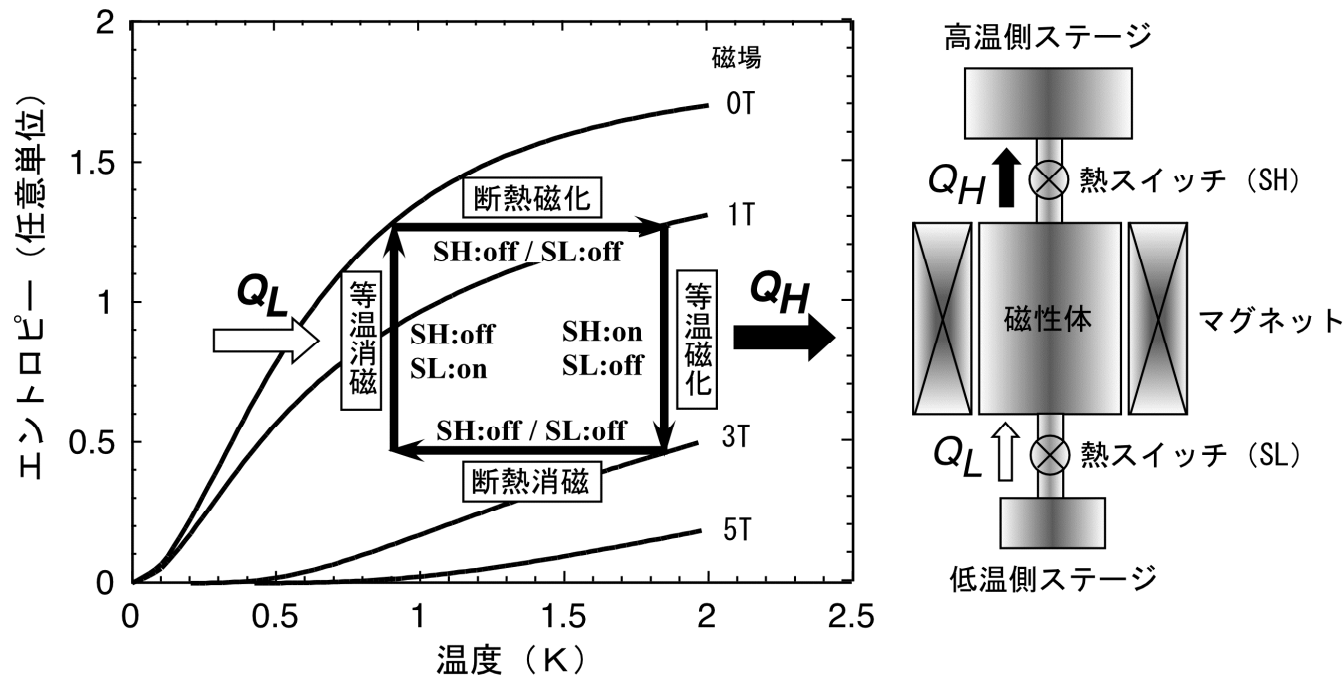 エントロピー（任意単位）
2
1.5
1
0.5
0
0
0.5
1
1.5
2
2.5
温度（K）
磁場
0T
1T
3T
5T
断熱磁化
SH:off / SL:off
等温消磁
SH:off
SL:on
SH:on
SL:off
等温磁化
SH:off / SL:off
断熱消磁
QL
QH
高温側ステージ
QH
熱スイッチ（SH）
磁性体
マグネット
QL
熱スイッチ（SL）
低温側ステージ